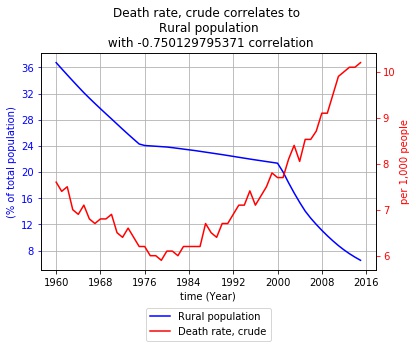 Death rate, crude correlates to
Rural population
with -0.750129795371 correlation
36
32
28
24
20
16
12
8
(% of total population)
10
9
8
7
6
per 1,000 people
1960 1968 1976 1984 1992 2000 2008 2016
time (Year)
Rural population
Death rate, crude